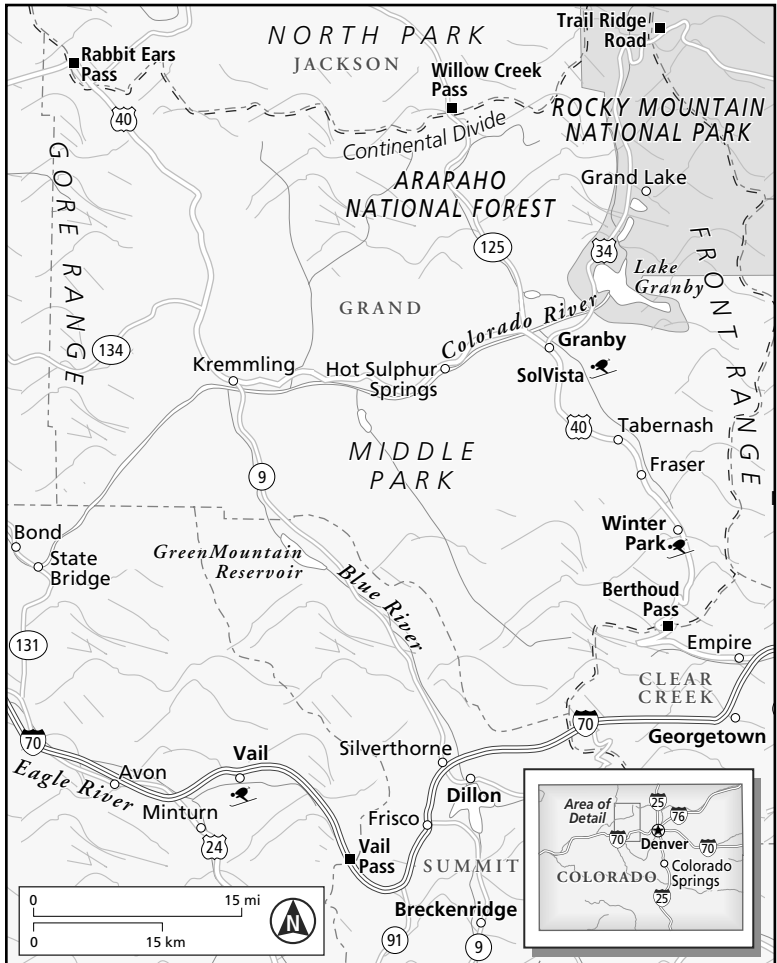 NORTH PARK
JACKSON
Trail Ridge
Road
Rabbit Ears
Pass
Willow Creek
Pass
ROCKY MOUNTAIN
NATIONAL PARK
40
Continental Divide
GORE RANGE
ARAPAHO
NATIONAL FOREST
Grand Lake
125
34
FRONT RANGE
Lake
Granby
GRAND
Colorado River
134
Kremmling
Hot Sulphur
Springs
Granby
SolVista
40
Tabernash
MIDDLE
PARK
Fraser
9
Winter
Park
Bond
State
Bridge
GreenMountain
Reservoir
Blue River
Berthoud
Pass
131
Empire
CLEAR
CREEK
70
70
Georgetown
Silverthorne
Vail
Eagle River
Avon
Dillon
Minturn
24
Frisco
Vail
Pass
SUMMIT
Breckenridge
91
9
0 15 mi
0 15 km
N
Area of
Detail
25
76
70
Denver
70
COLORADO
Colorado
Springs
25